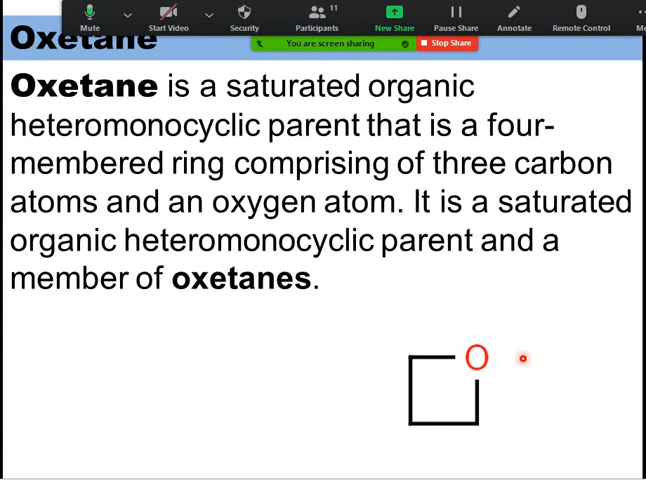 Mute
Start Video
Security
Participants
11
New Share
Pause Share
Annotate
Remote Control
You are screen sharing
Stop Share
Oxetane
Oxetane is a saturated organic
heteromonocyclic parent that is a four-
membered ring comprising of three carbon
atoms and an oxygen atom. It is a saturated
organic heteromonocyclic parent and a
member of oxetanes.
O